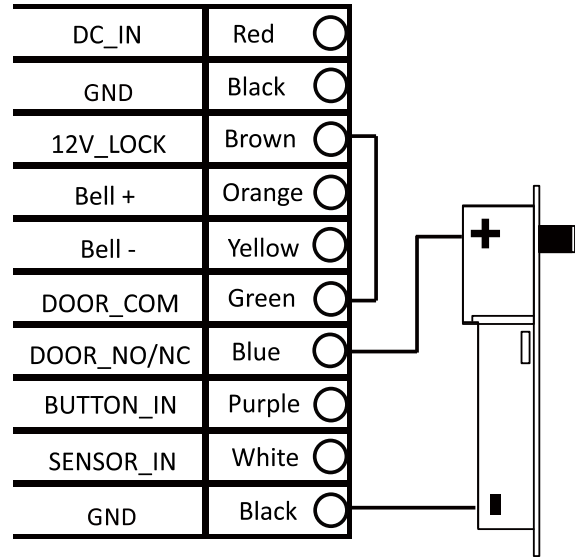 DC_IN Red
GND Black
12V_LOCK Brown
Bell + Orange
Bell - Yellow
DOOR_COM Green
DOOR_NO/NC Blue
BUTTON_IN Purple
SENSOR_IN White
GND Black
+
-